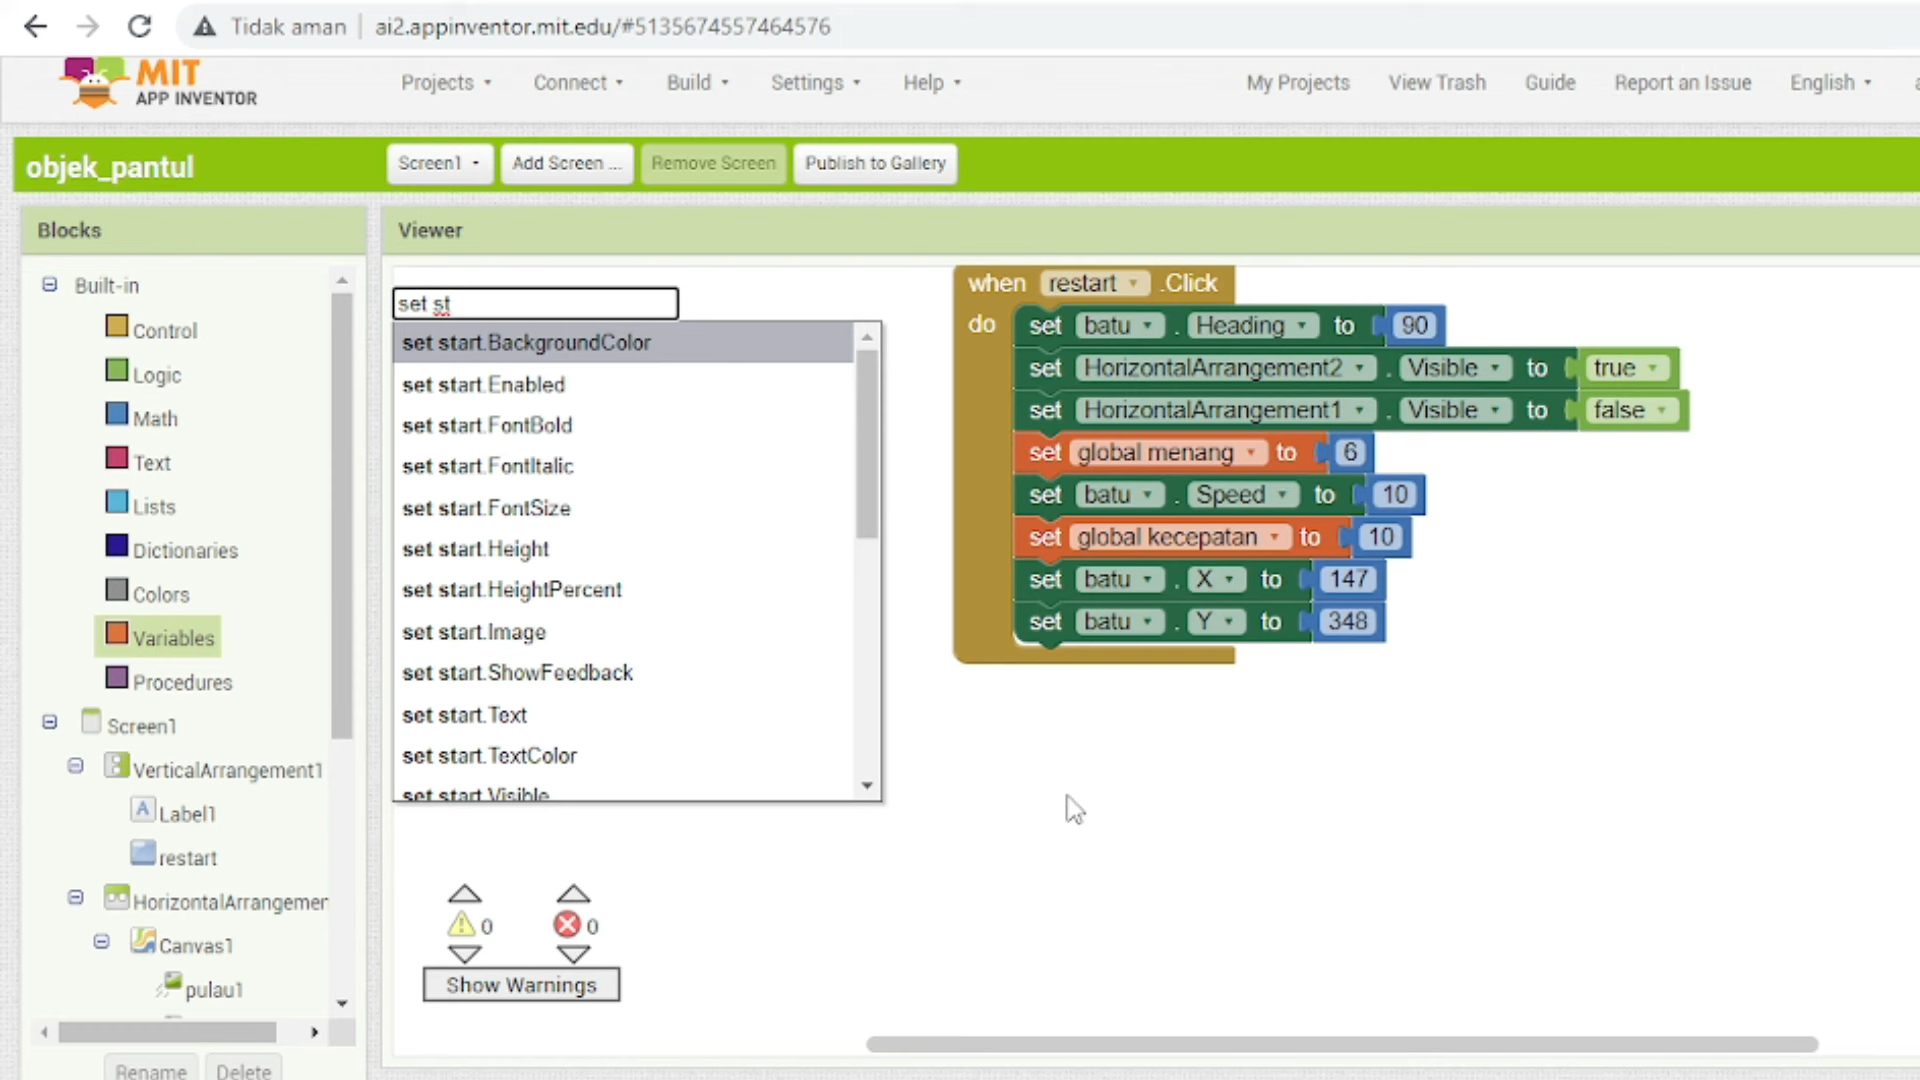 Tidak aman ai2.appinventor.mit.edu/#5135674557464576
MIT
APP INVENTOR
Projects Connect Build Settings Help My Projects View Trash Guide Report an Issue English
objek_pantul Screen1 Add Screen ... Remove Screen Publish to Gallery
Blocks
Viewer
Built-in
Control
Logic
Math
Text
Lists
Dictionaries
Colors
Variables
Procedures
Screen1
VerticalArrangement1
Label1
restart
HorizontalArrangemen
Canvas1
pulau1
Rename Delete
set st
set start.BackgroundColor
set start.Enabled
set start.FontBold
set start.FontItalic
set start.FontSize
set start.Height
set start.HeightPercent
set start.Image
set start.ShowFeedback
set start.Text
set start.TextColor
set start.Visible
0 0
Show Warnings
when restart .Click
do set batu . Heading to 90
set HorizontalArrangement2 . Visible to true
set HorizontalArrangement1 . Visible to false
set global menang to 6
set batu . Speed to 10
set global kecepatan to 10
set batu . X to 147
set batu . Y to 348